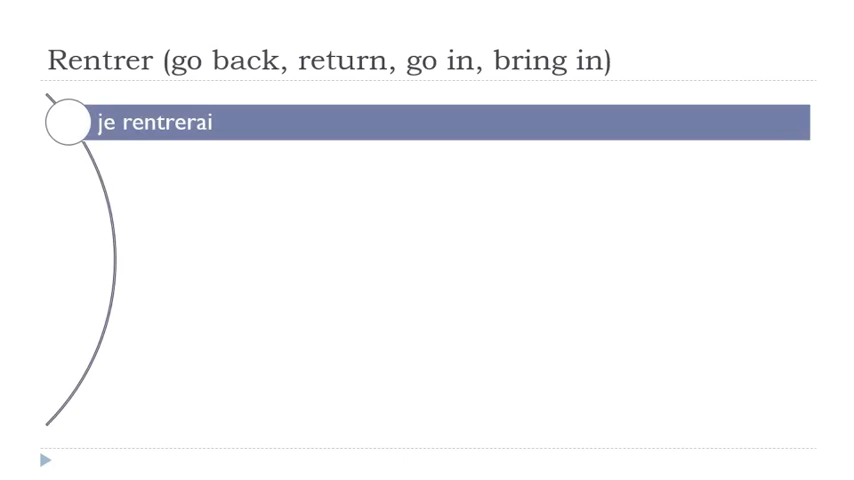 Rentrer (go back, return, go in, bring in)
je rentrerai